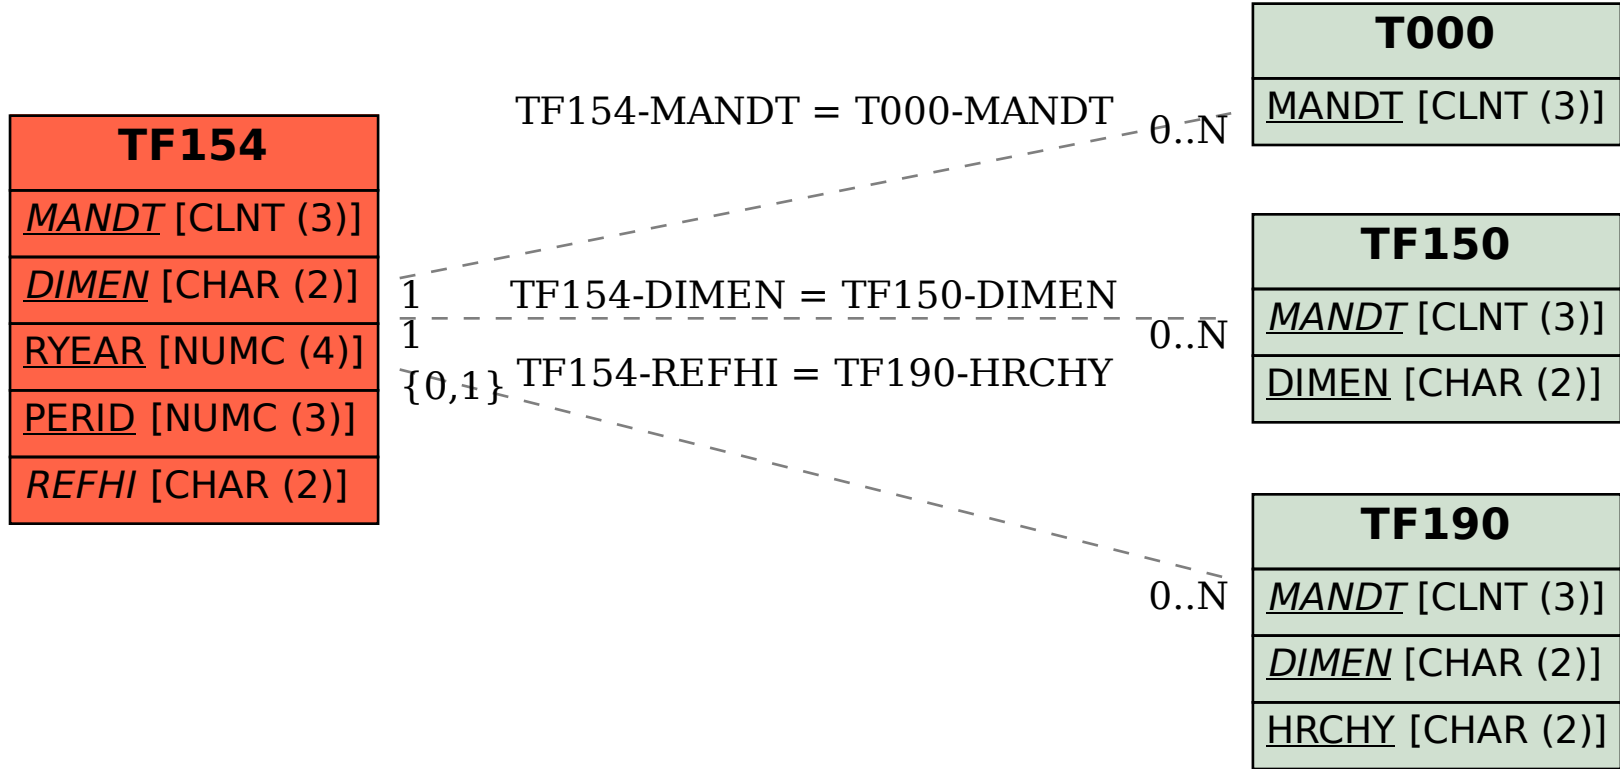 TF154
MANDT [CLNT (3)]
DIMEN [CHAR (2)]
RYEAR [NUMC (4)]
PERID [NUMC (3)]
REFHI [CHAR (2)]
TF154-MANDT = T000-MANDT
0..N
1
TF154-DIMEN = TF150-DIMEN
1
0..N
TF154-REFHI = TF190-HRCHY
{0,1}
0..N
T000
MANDT [CLNT (3)]
TF150
MANDT [CLNT (3)]
DIMEN [CHAR (2)]
TF190
MANDT [CLNT (3)]
DIMEN [CHAR (2)]
HRCHY [CHAR (2)]